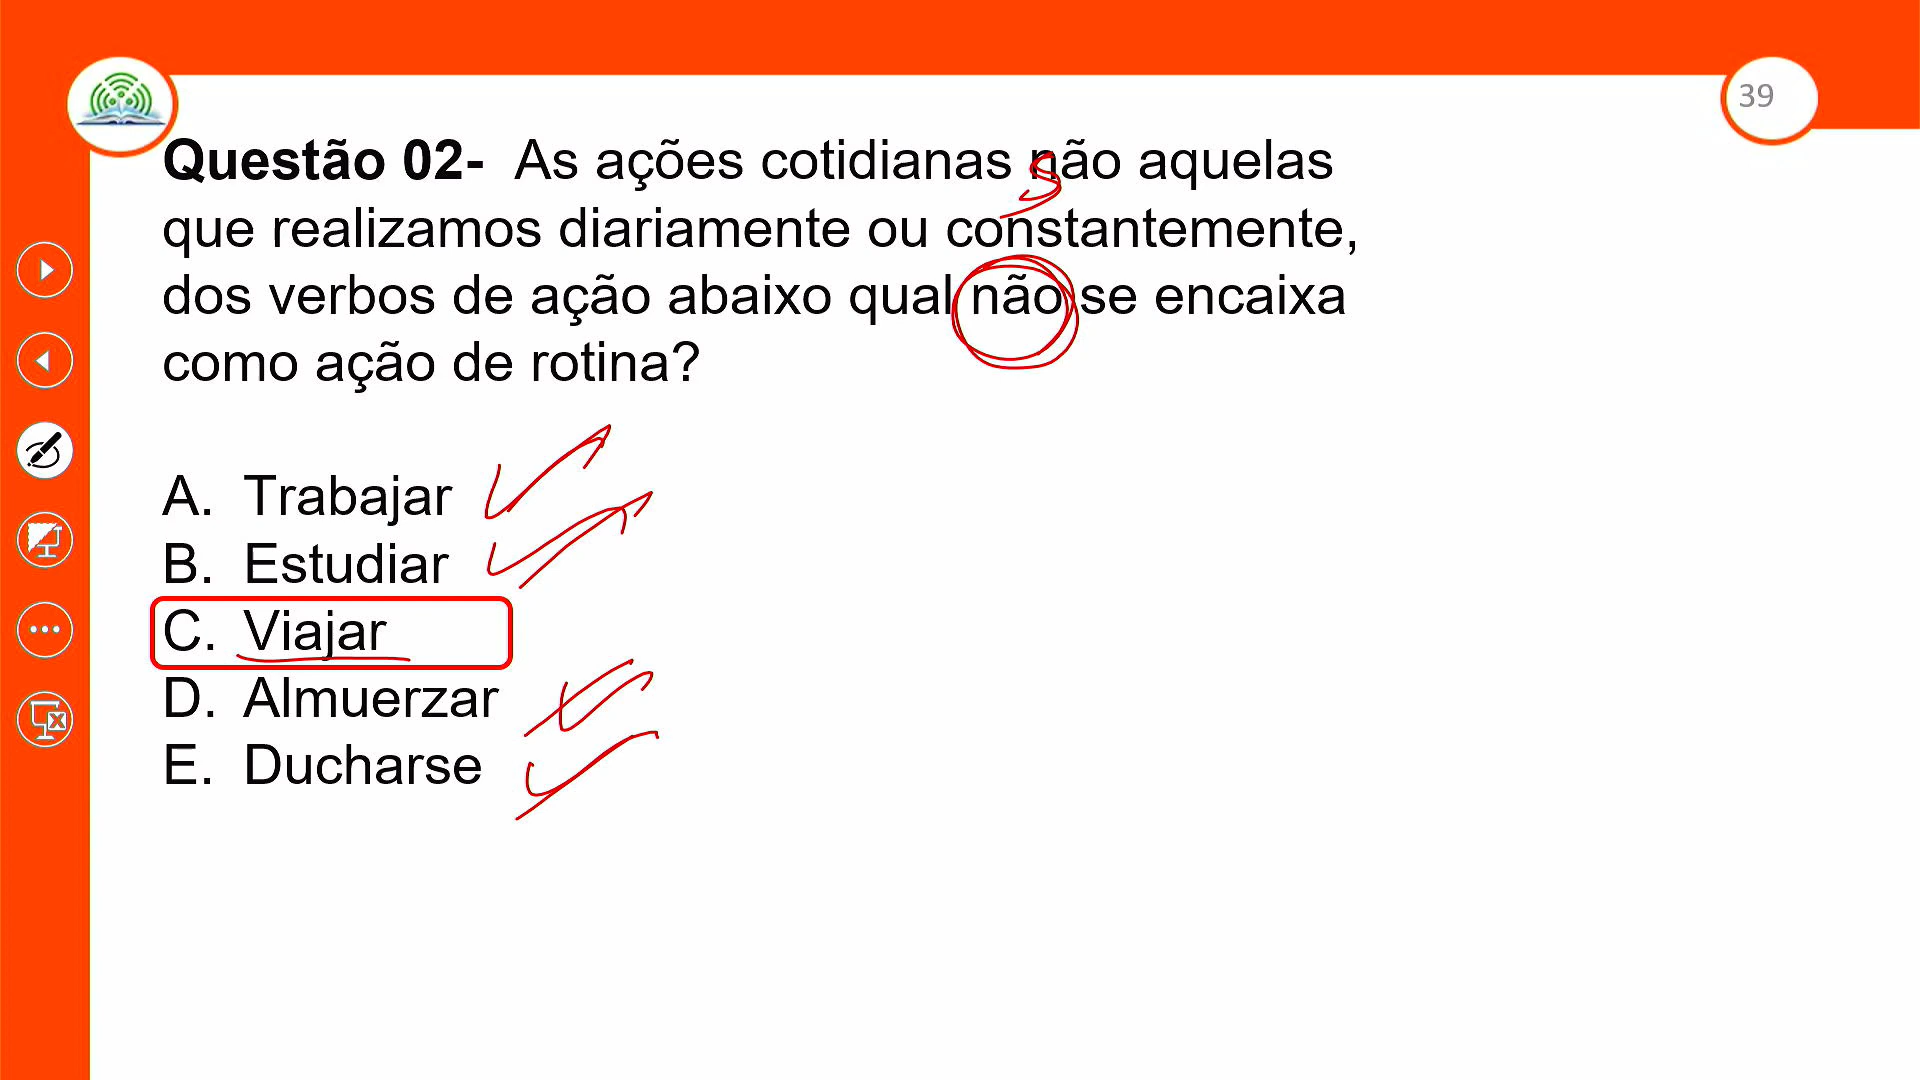 39
Questão 02- As ações cotidianas não aquelas
que realizamos diariamente ou constantemente,
dos verbos de ação abaixo qual não se encaixa
como ação de rotina?
A. Trabajar
B. Estudiar
C. Viajar
D. Almuerzar
E. Ducharse